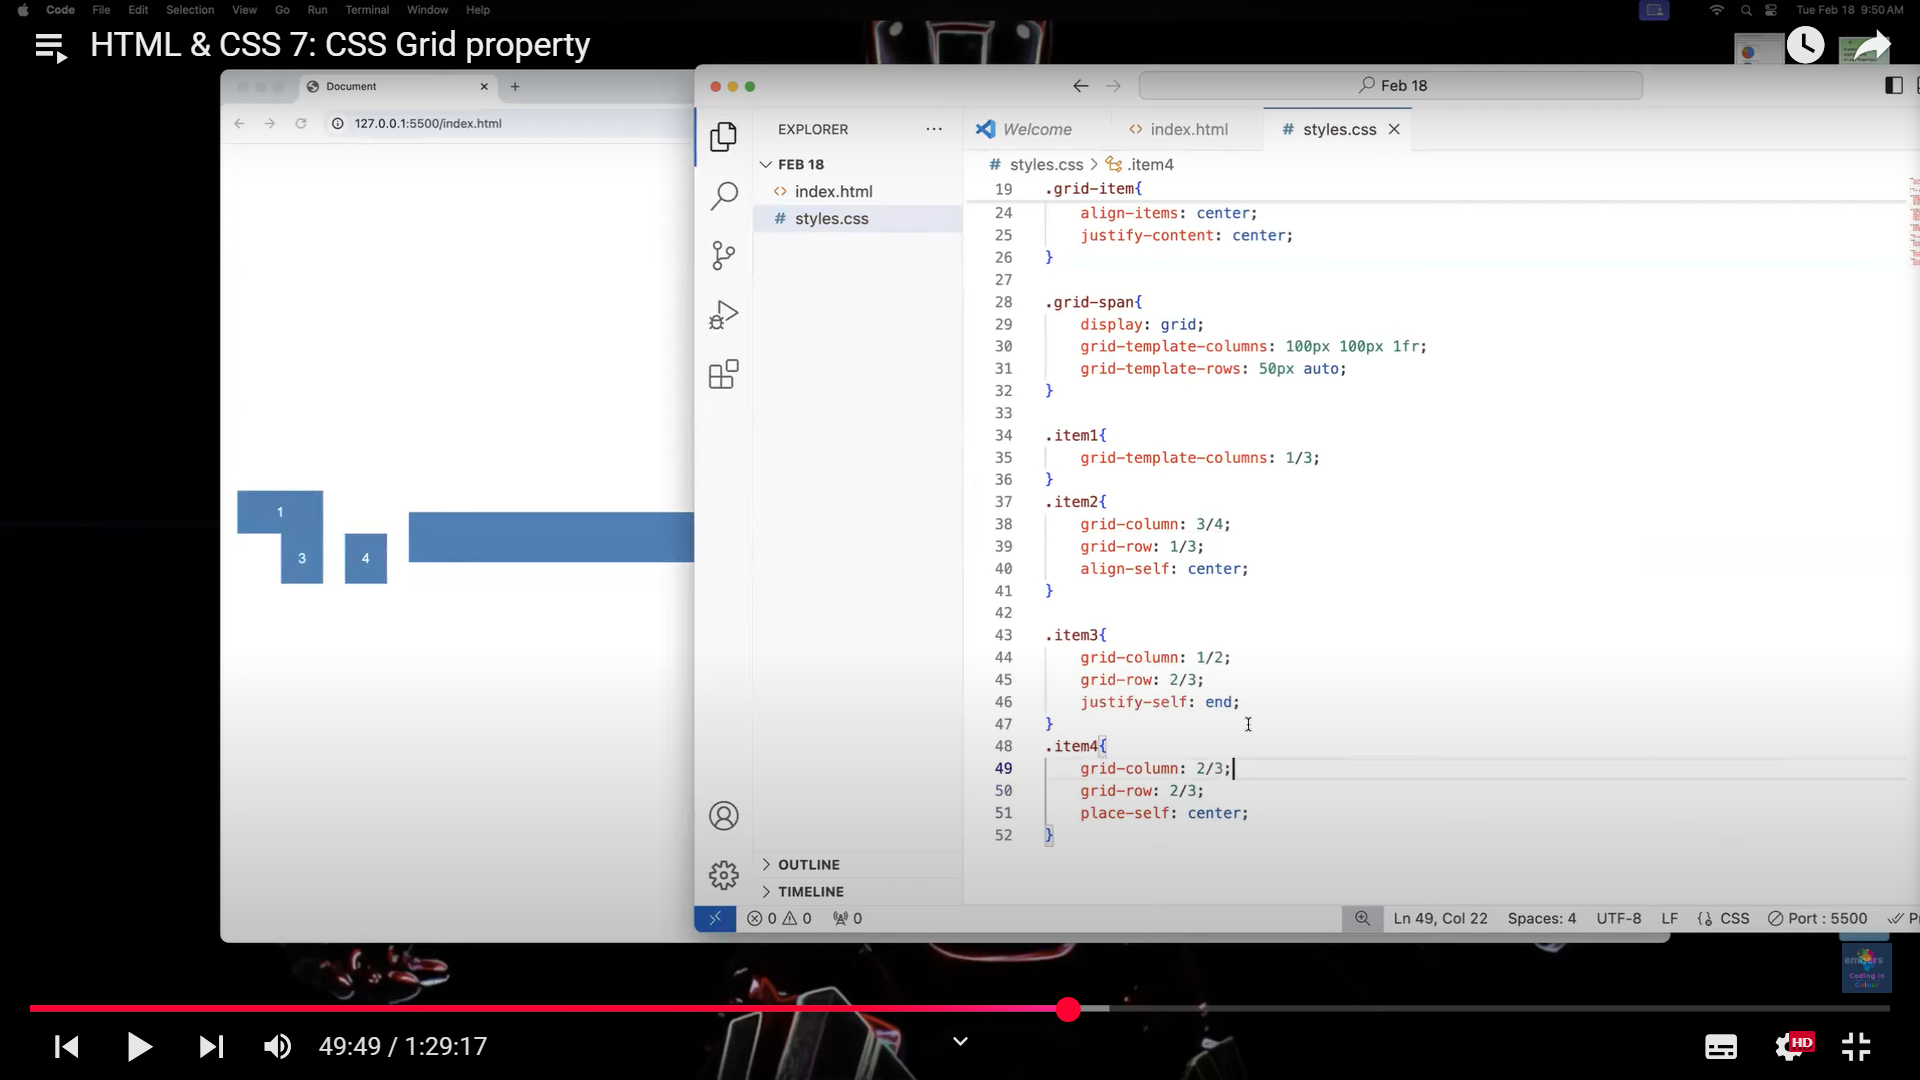 Code File Edit Selection View Go Run Terminal Window Help
Tue Feb 18 9:50 AM
HTML & CSS 7: CSS Grid property
Document
127.0.0.1:5500/index.html
1
3
4
Feb 18
EXPLORER
FEB 18
index.html
styles.css
Welcome
index.html
styles.css
styles.css > .item4
19 .grid-item{
24 align-items: center;
25 justify-content: center;
26 }
27
28 .grid-span{
29 display: grid;
30 grid-template-columns: 100px 100px 1fr;
31 grid-template-rows: 50px auto;
32 }
33
34 .item1{
35 grid-template-columns: 1/3;
36 }
37 .item2{
38 grid-column: 3/4;
39 grid-row: 1/3;
40 align-self: center;
41 }
42
43 .item3{
44 grid-column: 1/2;
45 grid-row: 2/3;
46 justify-self: end;
47 }
48 .item4{
49 grid-column: 2/3;
50 grid-row: 2/3;
51 place-self: center;
52 }
OUTLINE
TIMELINE
0 0 0
Ln 49, Col 22 Spaces: 4 UTF-8 LF {} CSS Port : 5500
Coding in
Colour
49:49 / 1:29:17
HD